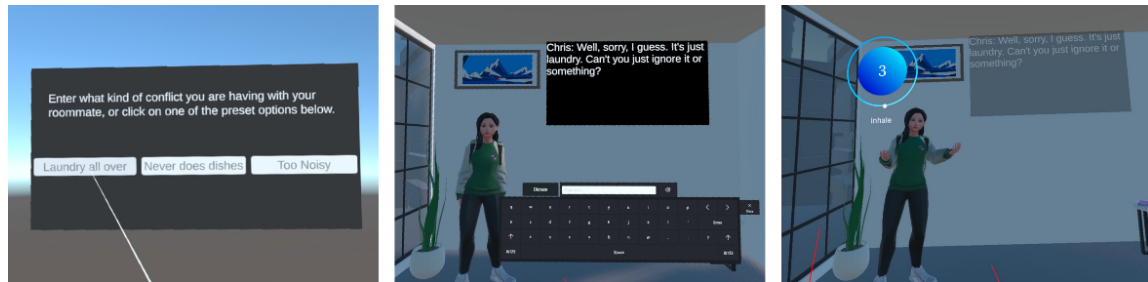 Enter what kind of conflict you are having with your
roommate, or click on one of the preset options below.
Laundry all over
Never does dishes
Too Noisy
Chris: Well, sorry, I guess. It's just
laundry. Can't you just ignore it or
something?
Chris: Well, sorry, I guess. It's just
laundry. Can't you just ignore it or
something?
3
inhale